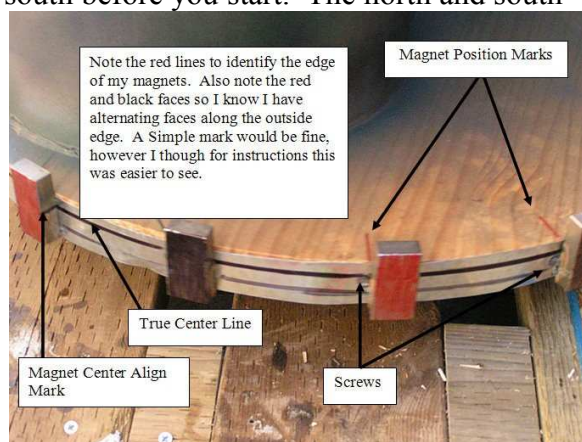 south before you start. The north and south
Note the red lines to identify the edge
of my magnets. Also note the red
and black faces so I know I have
alternating faces along the outside
edge. A Simple mark would be fine,
however I though for instructions this
was easier to see.
Magnet Position Marks
True Center Line
Magnet Center Align
Mark
Screws